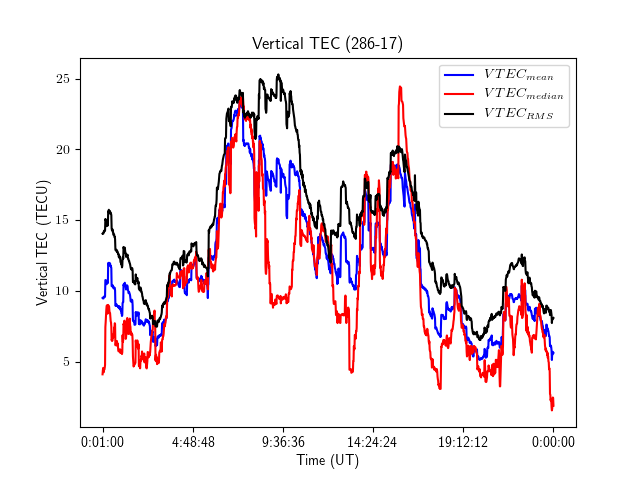 Vertical TEC (286-17)
VTEC_mean
VTEC_median
VTEC_RMS
Vertical TEC (TECU)
25
20
15
10
5
0:01:00 4:48:48 9:36:36 14:24:24 19:12:12 0:00:00
Time (UT)